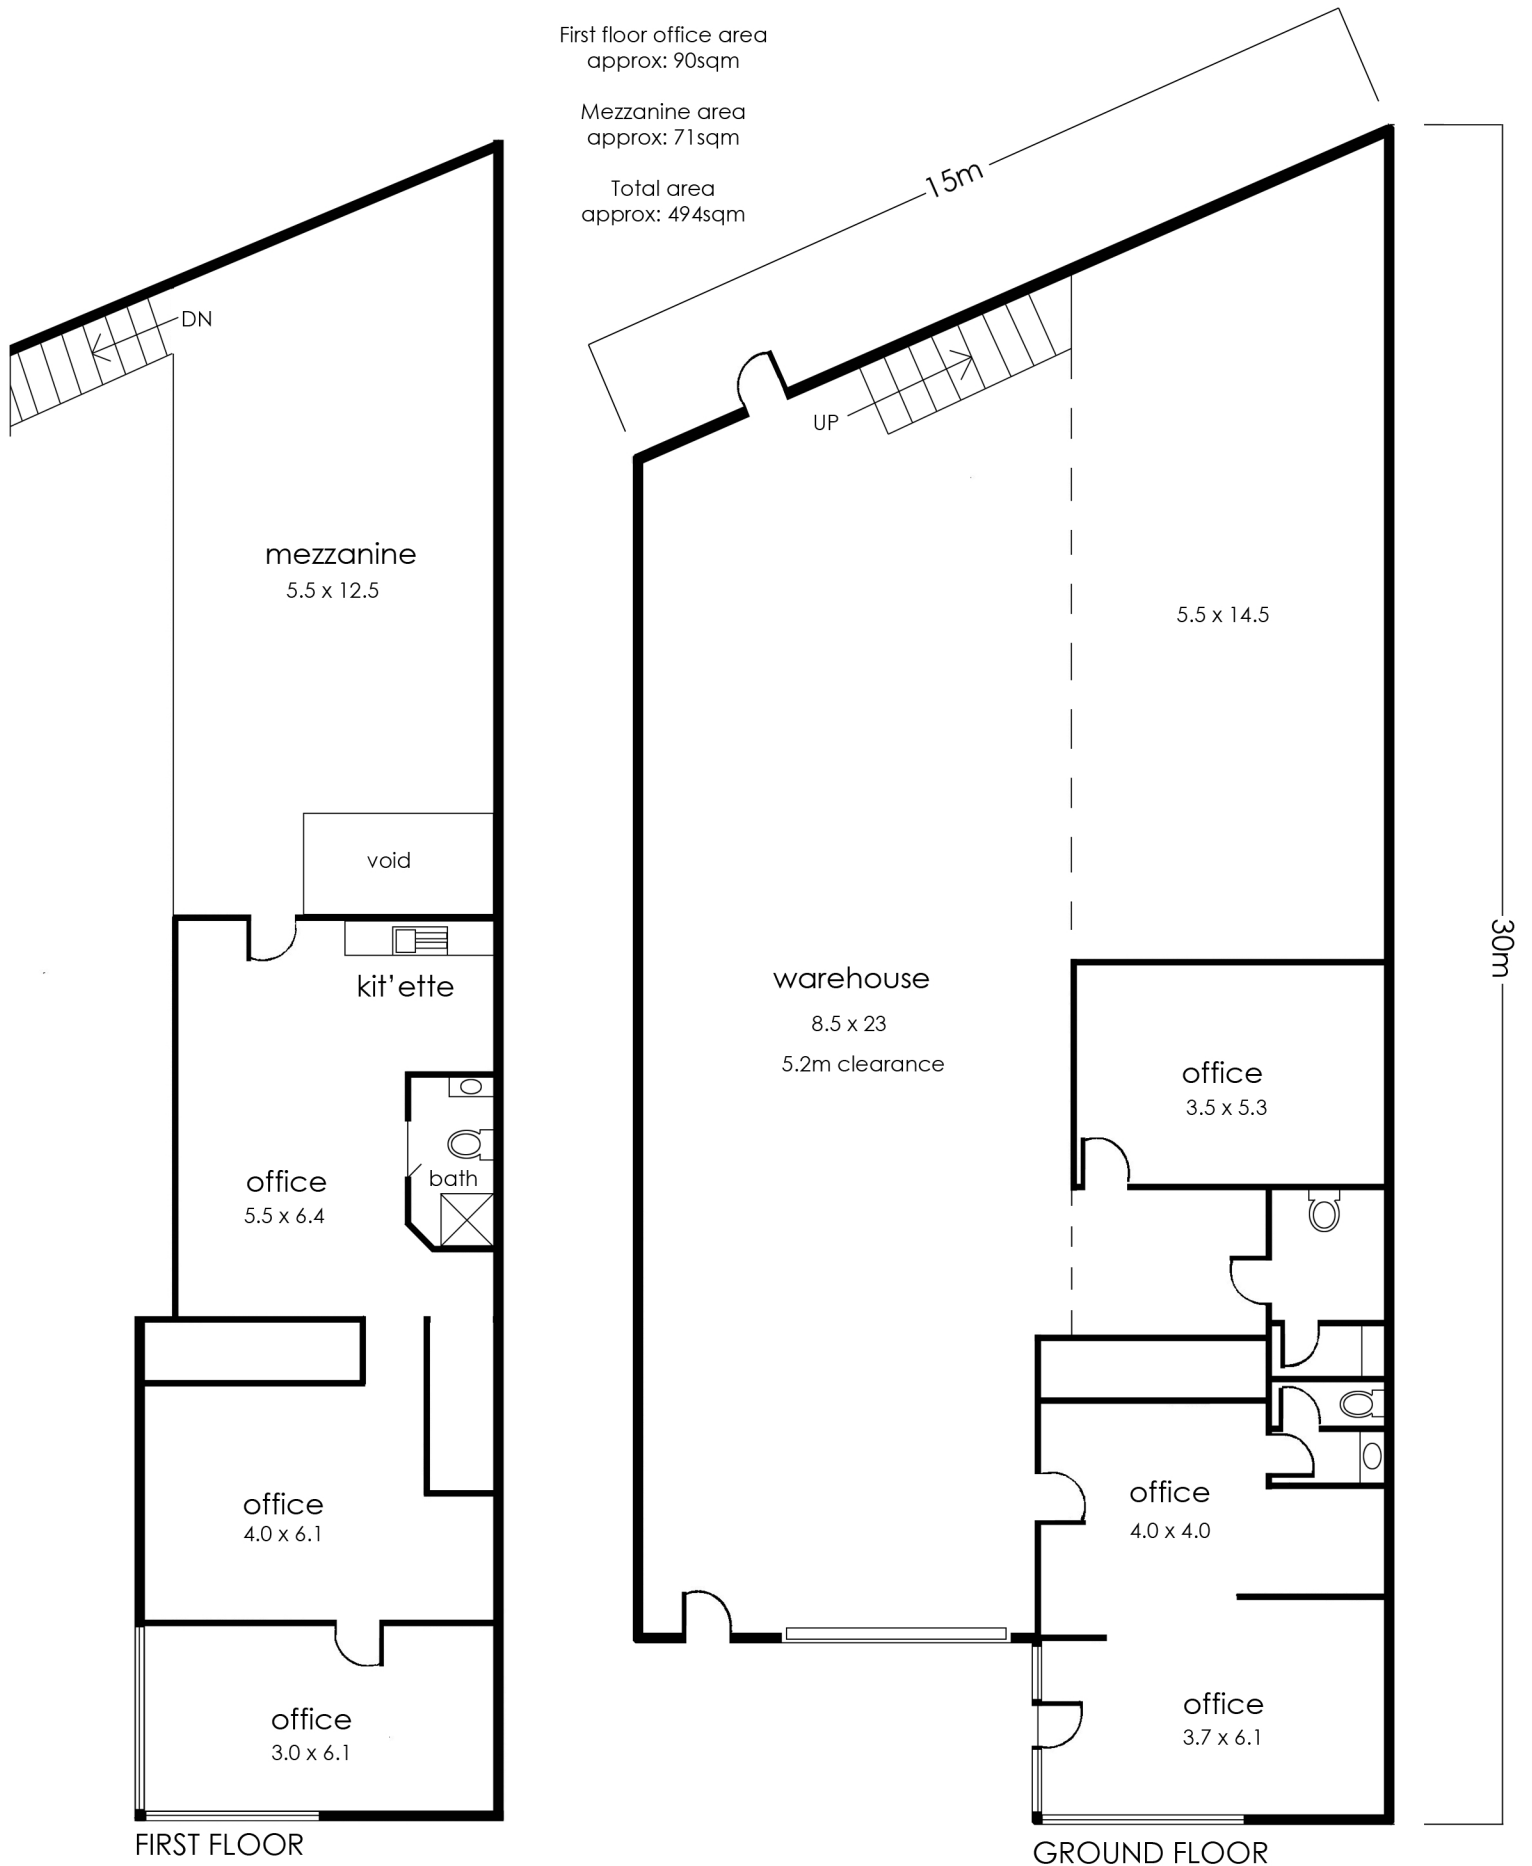 First floor office area
approx: 90sqm
Mezzanine area
approx: 71sqm
Total area
approx: 494sqm
DN
mezzanine
5.5 x 12.5
void
kit'ette
bath
office
5.5 x 6.4
office
4.0 x 6.1
office
3.0 x 6.1
FIRST FLOOR
15m
30m
UP
5.5 x 14.5
warehouse
8.5 x 23
5.2m clearance
office
3.5 x 5.3
office
4.0 x 4.0
office
3.7 x 6.1
GROUND FLOOR